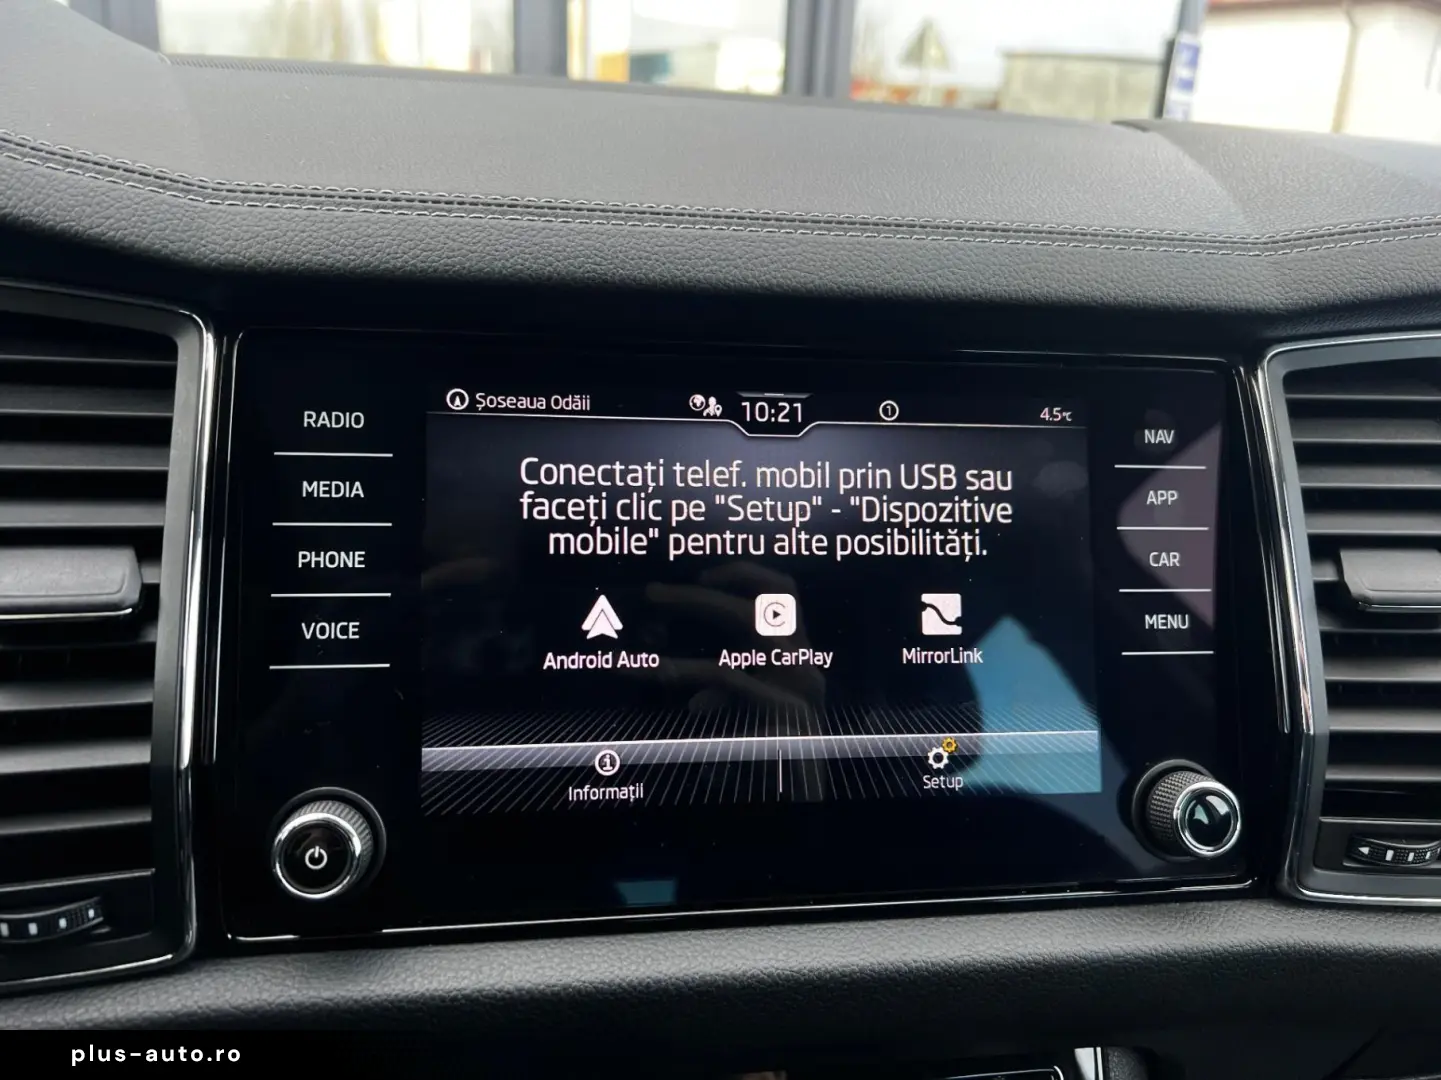 Șoseaua Odăii
10:21
1
4.5°C
RADIO
MEDIA
PHONE
VOICE
Conectați telef. mobil prin USB sau
faceți clic pe "Setup" - "Dispozitive
mobile" pentru alte posibilități.
Android Auto
Apple CarPlay
MirrorLink
Informații
Setup
NAV
APP
CAR
MENU
plus-auto.ro